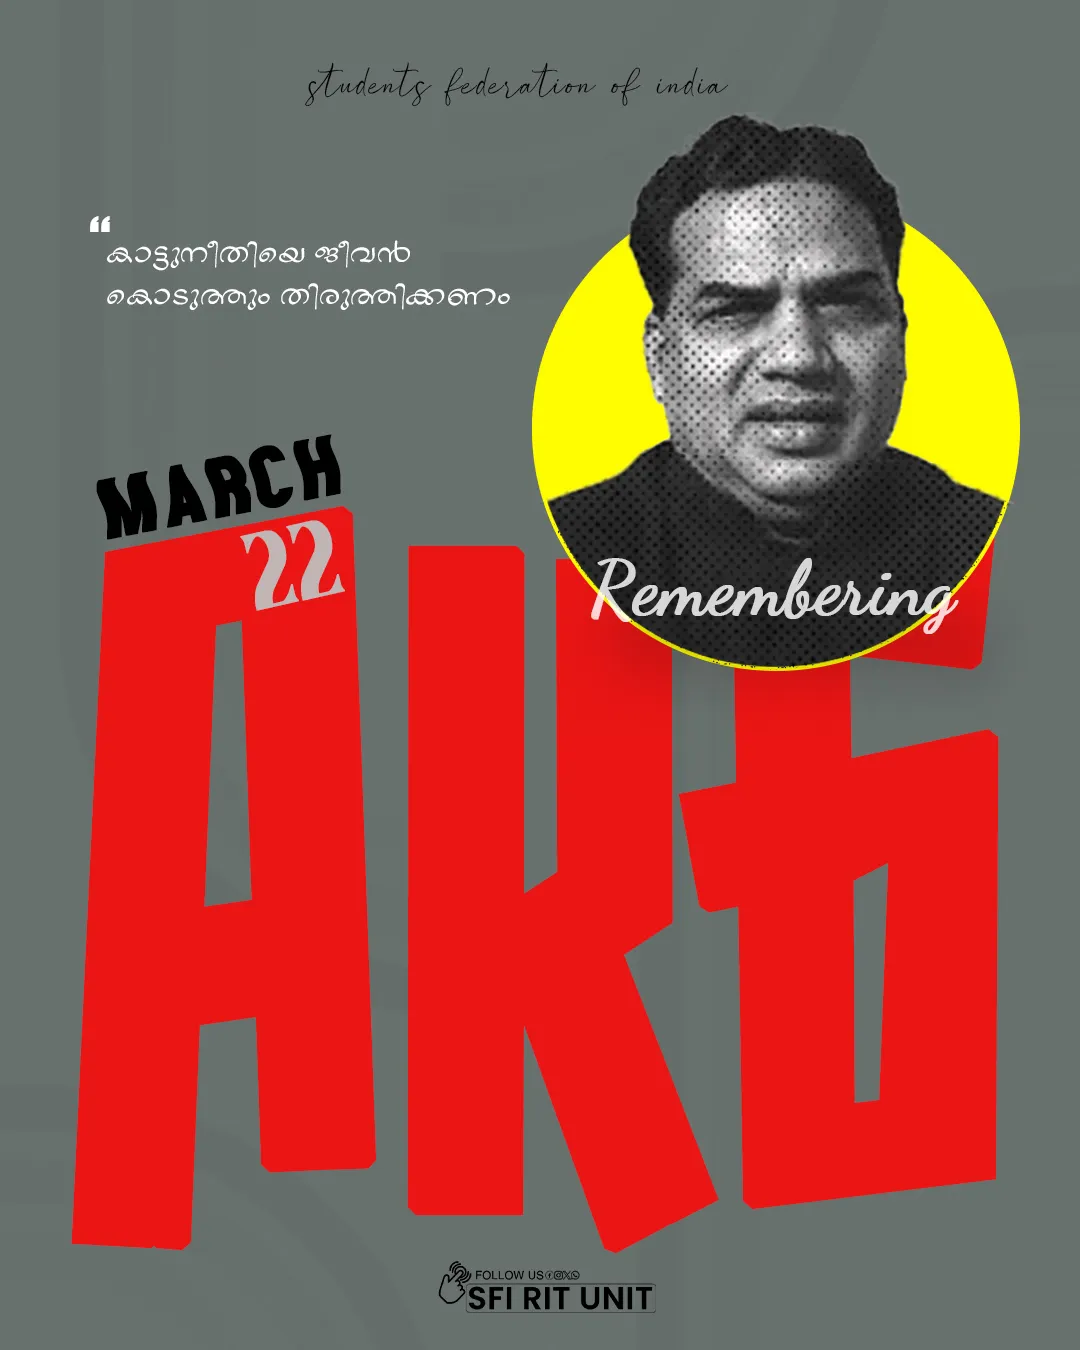 students federation of india
“
കാട്ടുനീതിയെ ജീവൻ
കൊടുത്തും തിരുത്തിക്കണം
MARCH
22
Remembering
AKG
FOLLOW US
SFI RIT UNIT